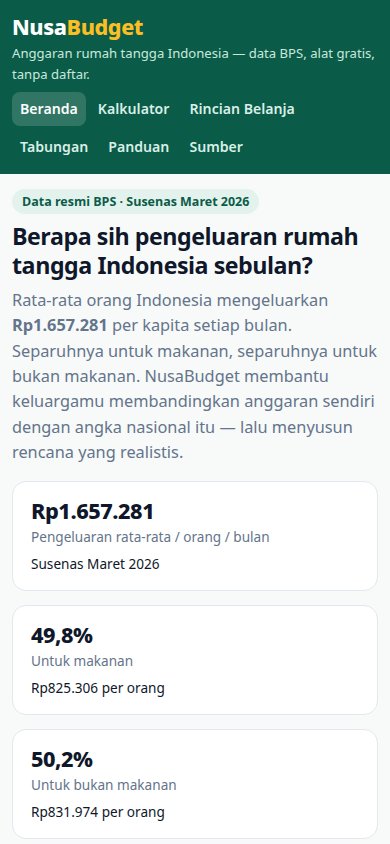 NusaBudget
Anggaran rumah tangga Indonesia — data BPS, alat gratis,
tanpa daftar.
Beranda Kalkulator Rincian Belanja
Tabungan Panduan Sumber
Data resmi BPS · Susenas Maret 2026
Berapa sih pengeluaran rumah
tangga Indonesia sebulan?
Rata-rata orang Indonesia mengeluarkan
Rp1.657.281 per kapita setiap bulan.
Separuhnya untuk makanan, separuhnya untuk
bukan makanan. NusaBudget membantu
keluargamu membandingkan anggaran sendiri
dengan angka nasional itu — lalu menyusun
rencana yang realistis.
Rp1.657.281
Pengeluaran rata-rata / orang / bulan
Susenas Maret 2026
49,8%
Untuk makanan
Rp825.306 per orang
50,2%
Untuk bukan makanan
Rp831.974 per orang